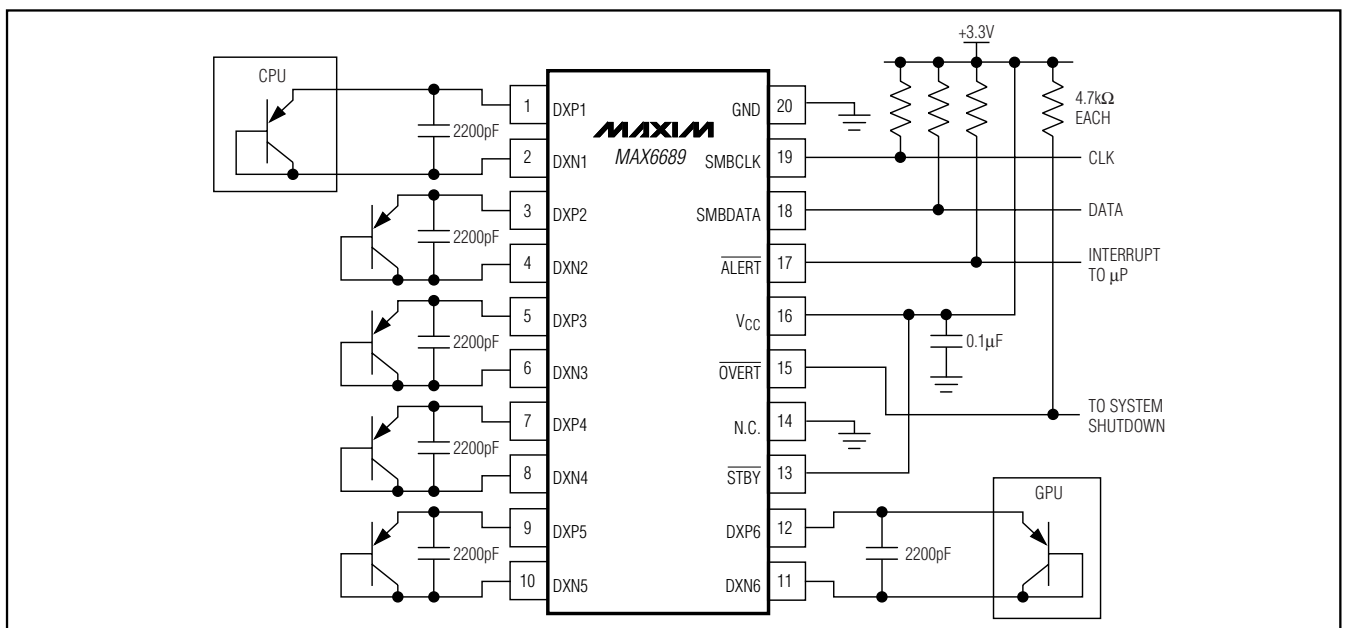 +3.3V
CPU
4.7kΩ
EACH
1
DXP1
GND
20
2200pF
MAXIM
MAX6689
2
DXN1
SMBCLK
19
CLK
3
DXP2
SMBDATA
18
DATA
2200pF
4
DXN2
ALERT
17
INTERRUPT
TO µP
5
DXP3
VCC
16
2200pF
0.1µF
6
DXN3
OVERT
15
7
DXP4
N.C.
14
TO SYSTEM
SHUTDOWN
2200pF
8
DXN4
STBY
13
GPU
9
DXP5
DXP6
12
2200pF
2200pF
10
DXN5
DXN6
11